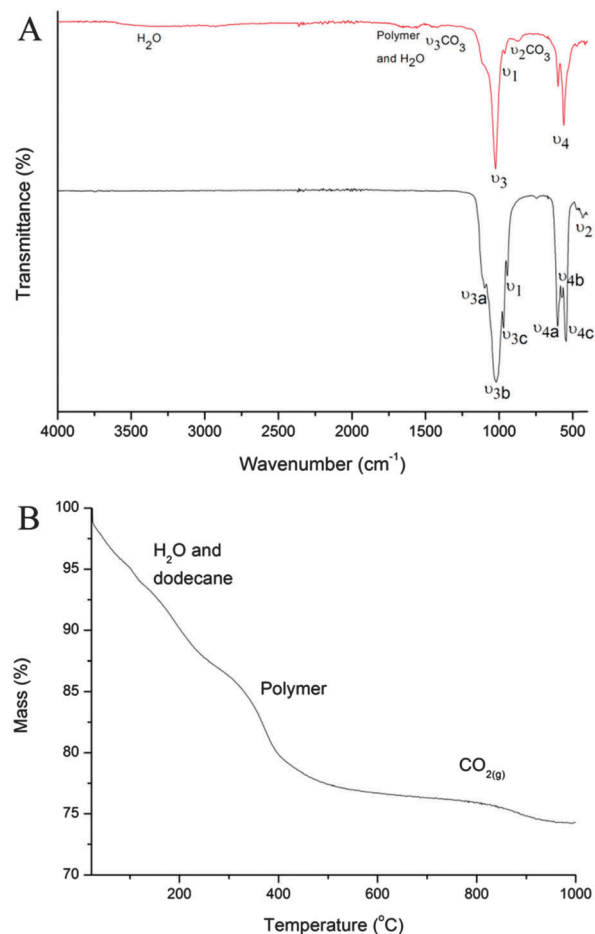 A
H₂O
Polymer
and H₂O
υ₃CO₃
υ₁
υ₂CO₃
υ₃
υ₄
υ₂
υ₃a
υ₁
υ₃c
υ₃b
υ₄b
υ₄a
υ₄c
Transmittance (%)
4000 3500 3000 2500 2000 1500 1000 500
Wavenumber (cm⁻¹)
B
100
95
90
85
80
75
70
H₂O and
dodecane
Polymer
CO₂₍g₎
Mass (%)
200 400 600 800 1000
Temperature (°C)